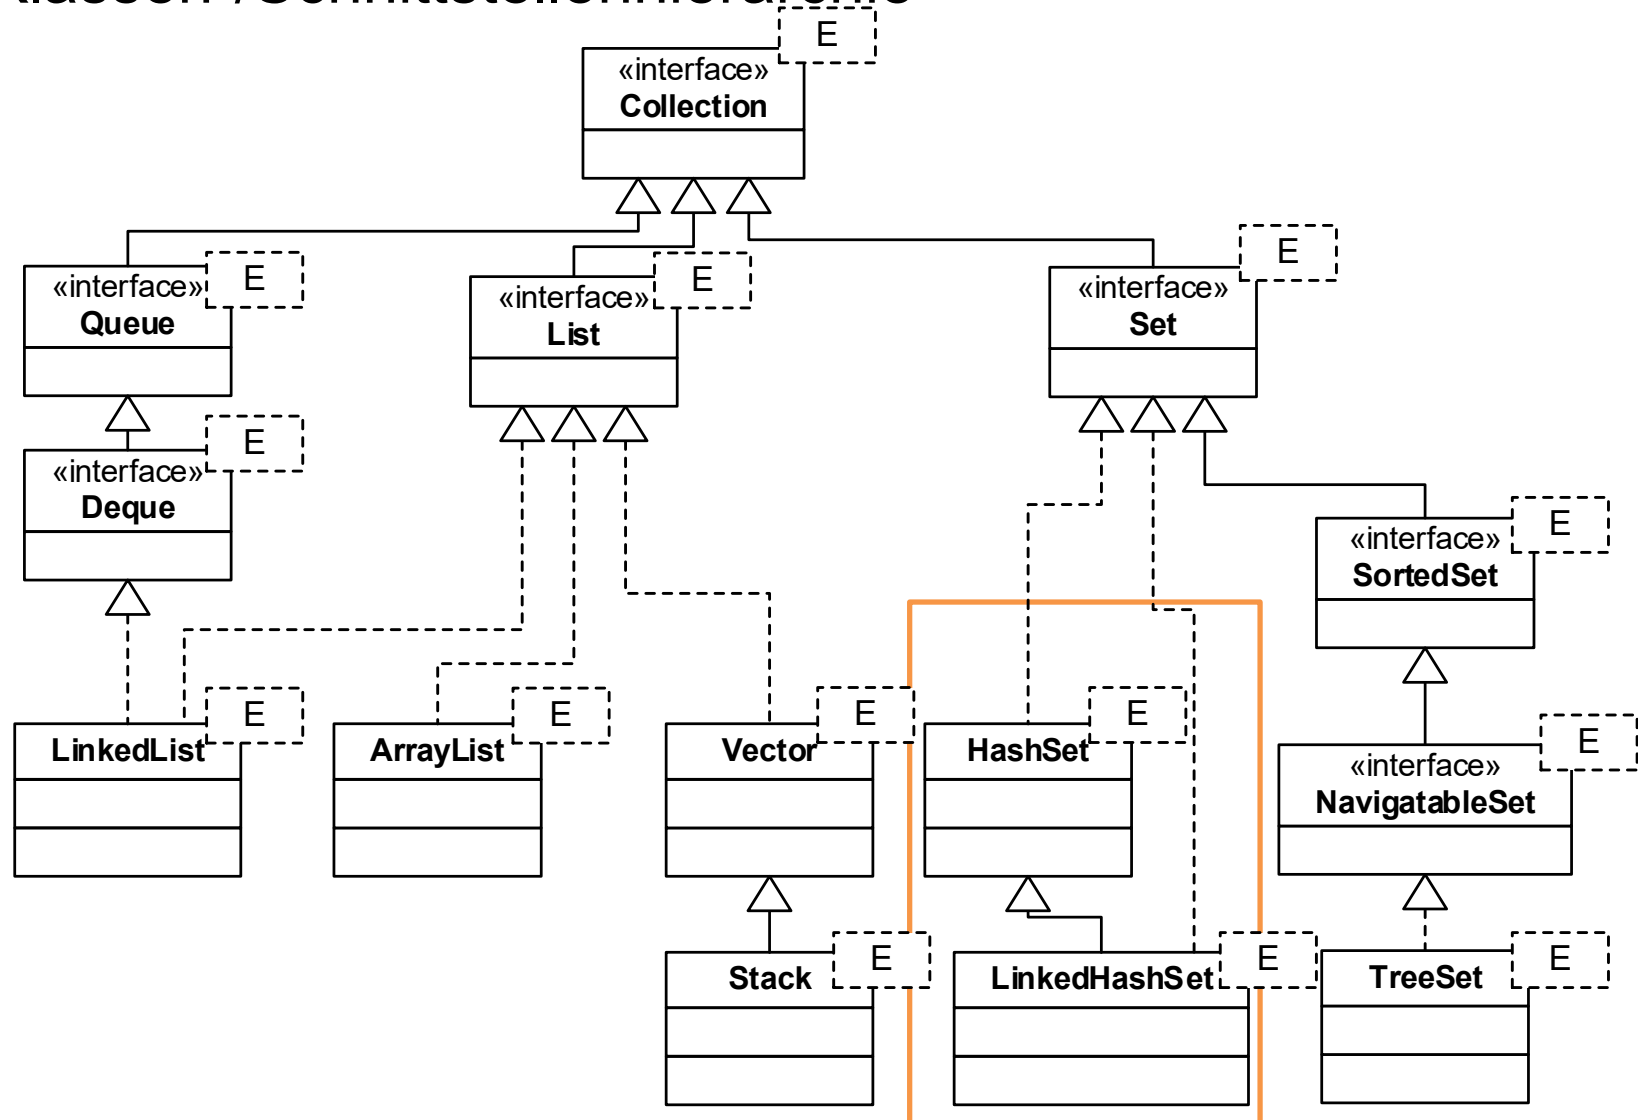 E
«interface»
Collection
E
«interface»
Queue
E
«interface»
List
E
«interface»
Set
E
«interface»
Deque
E
«interface»
SortedSet
E
LinkedList
E
ArrayList
E
Vector
E
HashSet
E
«interface»
NavigatableSet
E
Stack
E
LinkedHashSet
E
TreeSet